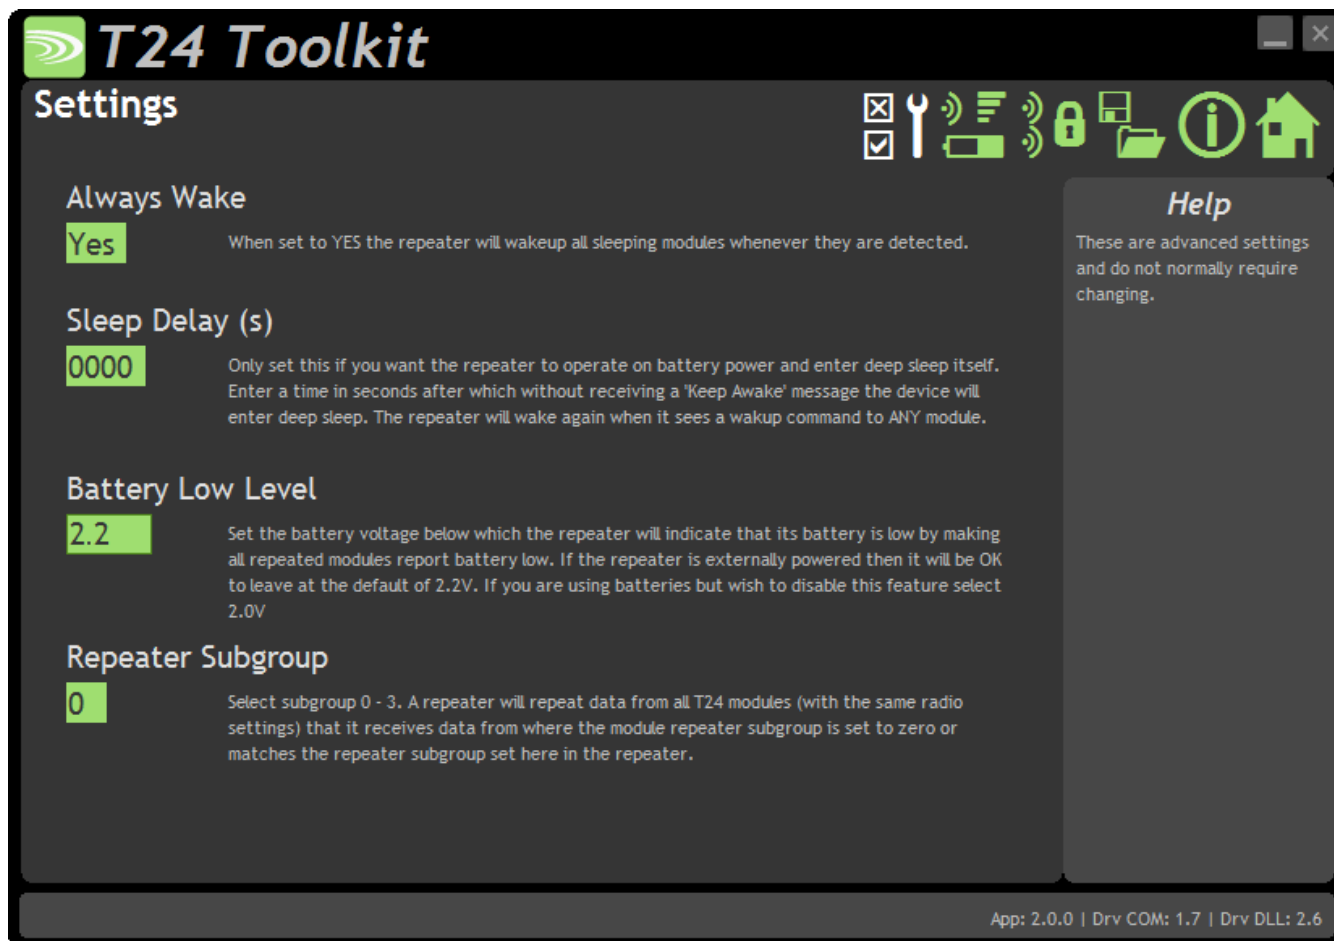 T24 Toolkit
Settings
Always Wake
Yes
When set to YES the repeater will wakeup all sleeping modules whenever they are detected.
Sleep Delay (s)
0000
Only set this if you want the repeater to operate on battery power and enter deep sleep itself.
Enter a time in seconds after which without receiving a 'Keep Awake' message the device will
enter deep sleep. The repeater will wake again when it sees a wakup command to ANY module.
Battery Low Level
2.2
Set the battery voltage below which the repeater will indicate that its battery is low by making
all repeated modules report battery low. If the repeater is externally powered then it will be OK
to leave at the default of 2.2V. If you are using batteries but wish to disable this feature select
2.0V
Repeater Subgroup
0
Select subgroup 0 - 3. A repeater will repeat data from all T24 modules (with the same radio
settings) that it receives data from where the module repeater subgroup is set to zero or
matches the repeater subgroup set here in the repeater.
Help
These are advanced settings
and do not normally require
changing.
App: 2.0.0 | Drv COM: 1.7 | Drv DLL: 2.6